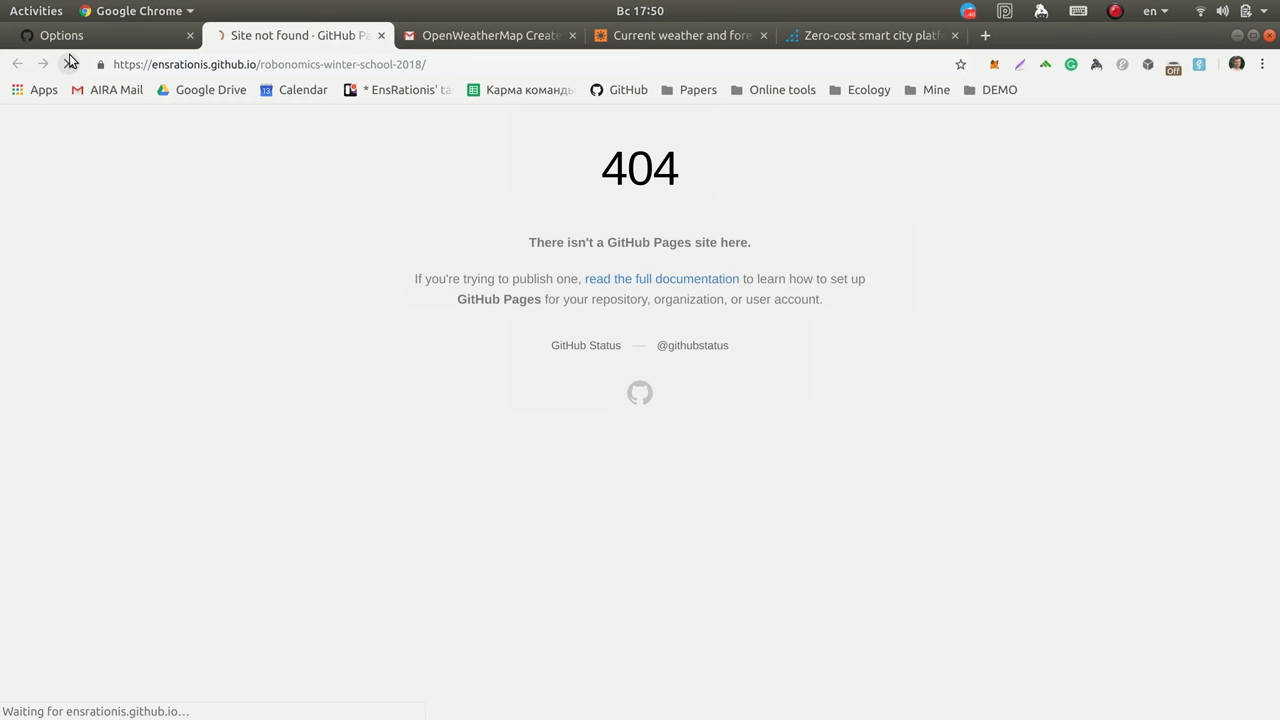 Activities Google Chrome Вс 17:50 en
Options Site not found · GitHub Pa OpenWeatherMap Create Current weather and fore Zero-cost smart city platf
https://ensrationis.github.io/robonomics-winter-school-2018/ Off
Apps AIRA Mail Google Drive Calendar * EnsRationis' ta Карма команды GitHub Papers Online tools Ecology Mine DEMO
404
There isn't a GitHub Pages site here.
If you're trying to publish one, read the full documentation to learn how to set up
GitHub Pages for your repository, organization, or user account.
GitHub Status — @githubstatus
Waiting for ensrationis.github.io…